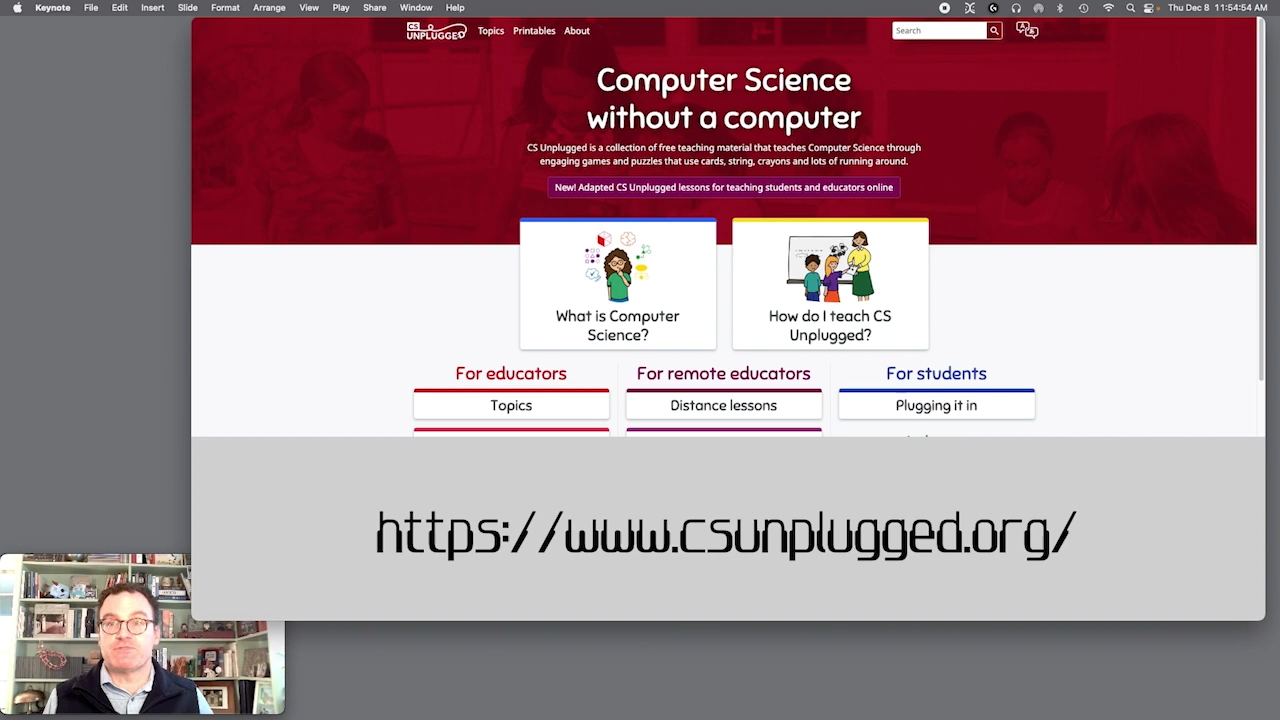 Keynote File Edit Insert Slide Format Arrange View Play Share Window Help Thu Dec 8 11:54:54 AM
CS
UNPLUGGED
Topics Printables About Search
Computer Science
without a computer
CS Unplugged is a collection of free teaching material that teaches Computer Science through
engaging games and puzzles that use cards, string, crayons and lots of running around.
New! Adapted CS Unplugged lessons for teaching students and educators online
What is Computer
Science?
How do I teach CS
Unplugged?
For educators For remote educators For students
Topics Distance lessons Plugging it in
https://www.csunplugged.org/